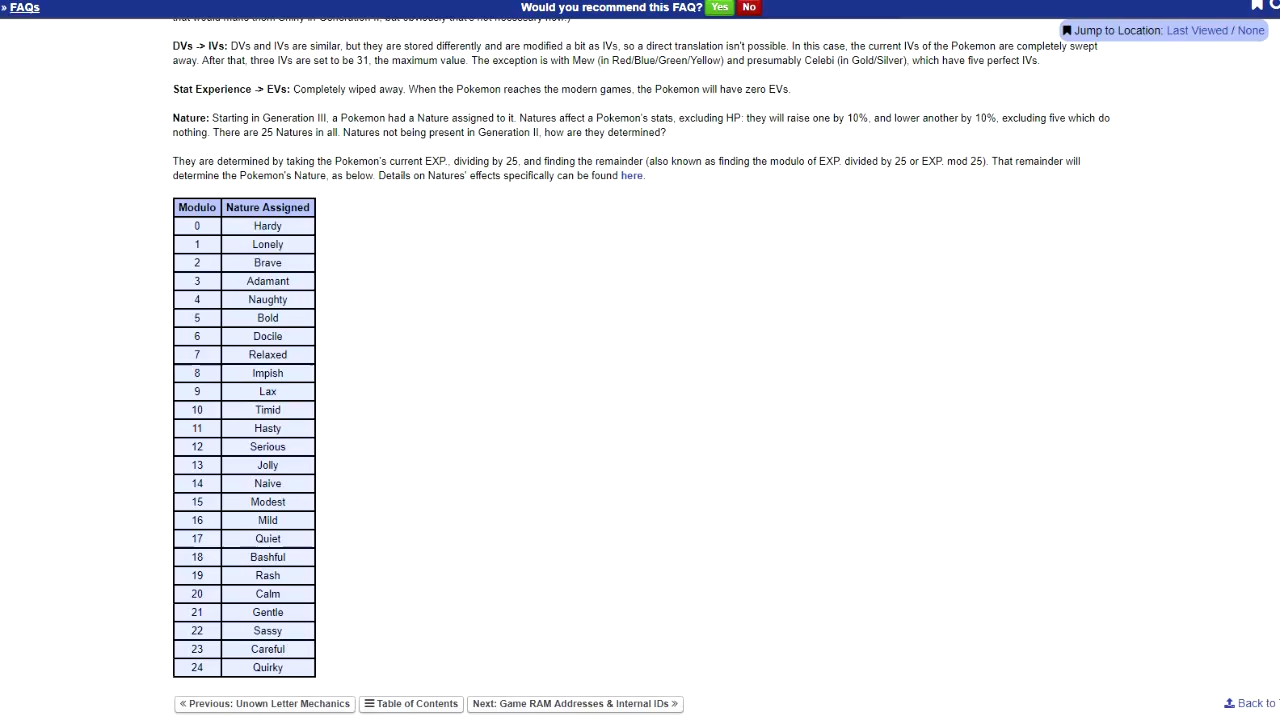 » FAQs
Would you recommend this FAQ? Yes No
that would make them Shiny in Generation II, but obviously that's not necessary now.)
Jump to Location: Last Viewed / None
DVs -> IVs: DVs and IVs are similar, but they are stored differently and are modified a bit as IVs, so a direct translation isn't possible. In this case, the current IVs of the Pokemon are completely swept
away. After that, three IVs are set to be 31, the maximum value. The exception is with Mew (in Red/Blue/Green/Yellow) and presumably Celebi (in Gold/Silver), which have five perfect IVs.
Stat Experience -> EVs: Completely wiped away. When the Pokemon reaches the modern games, the Pokemon will have zero EVs.
Nature: Starting in Generation III, a Pokemon had a Nature assigned to it. Natures affect a Pokemon's stats, excluding HP: they will raise one by 10%, and lower another by 10%, excluding five which do
nothing. There are 25 Natures in all. Natures not being present in Generation II, how are they determined?
They are determined by taking the Pokemon's current EXP., dividing by 25, and finding the remainder (also known as finding the modulo of EXP. divided by 25 or EXP. mod 25). That remainder will
determine the Pokemon's Nature, as below. Details on Natures' effects specifically can be found here.
Modulo Nature Assigned
0 Hardy
1 Lonely
2 Brave
3 Adamant
4 Naughty
5 Bold
6 Docile
7 Relaxed
8 Impish
9 Lax
10 Timid
11 Hasty
12 Serious
13 Jolly
14 Naive
15 Modest
16 Mild
17 Quiet
18 Bashful
19 Rash
20 Calm
21 Gentle
22 Sassy
23 Careful
24 Quirky
« Previous: Unown Letter Mechanics Table of Contents Next: Game RAM Addresses & Internal IDs »
Back to